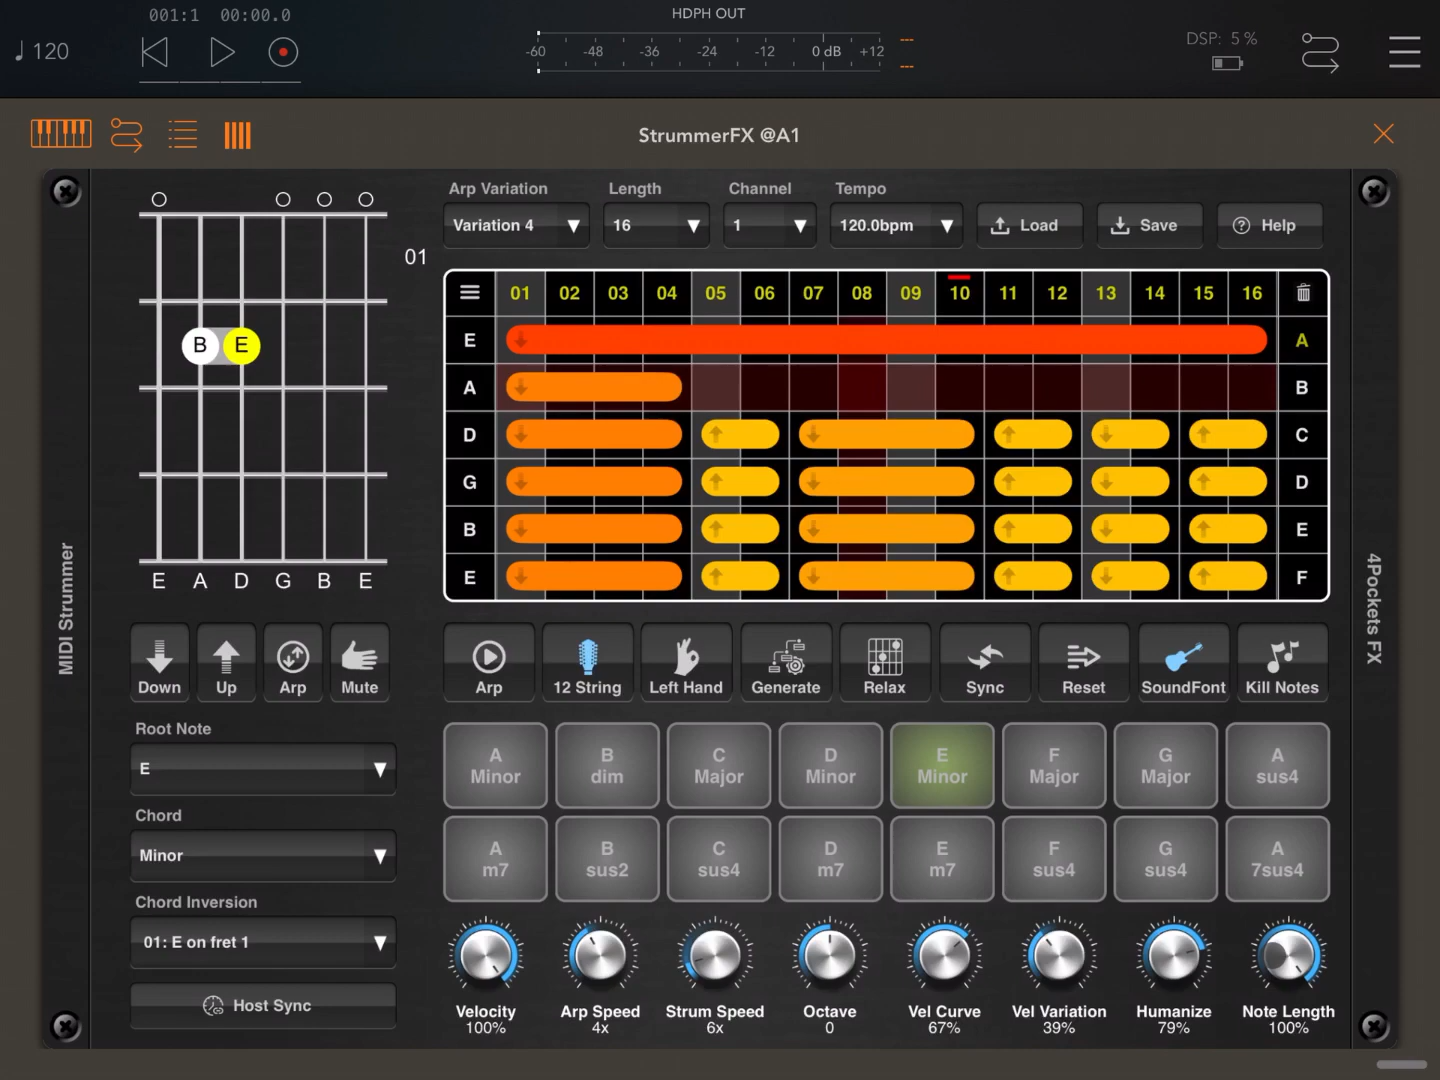 001:1 00:00.0
HDPH OUT
♩ 120
-60 -48 -36 -24 -12 0 dB +12
---
---
DSP: 5 %
StrummerFX @A1
Arp Variation Length Channel Tempo
Variation 4 16 1 120.0bpm Load Save Help
01
01 02 03 04 05 06 07 08 09 10 11 12 13 14 15 16
E A
A B
D C
G D
B E
E F
B E
E A D G B E
MIDI Strummer
4Pockets FX
Down Up Arp Mute
Arp 12 String Left Hand Generate Relax Sync Reset SoundFont Kill Notes
Root Note
E
Chord
Minor
Chord Inversion
01: E on fret 1
Host Sync
A Minor
B dim
C Major
D Minor
E Minor
F Major
G Major
A sus4
A m7
B sus2
C sus4
D m7
E m7
F sus4
G sus4
A 7sus4
Velocity Arp Speed Strum Speed Octave Vel Curve Vel Variation Humanize Note Length
100% 4x 6x 0 67% 39% 79% 100%